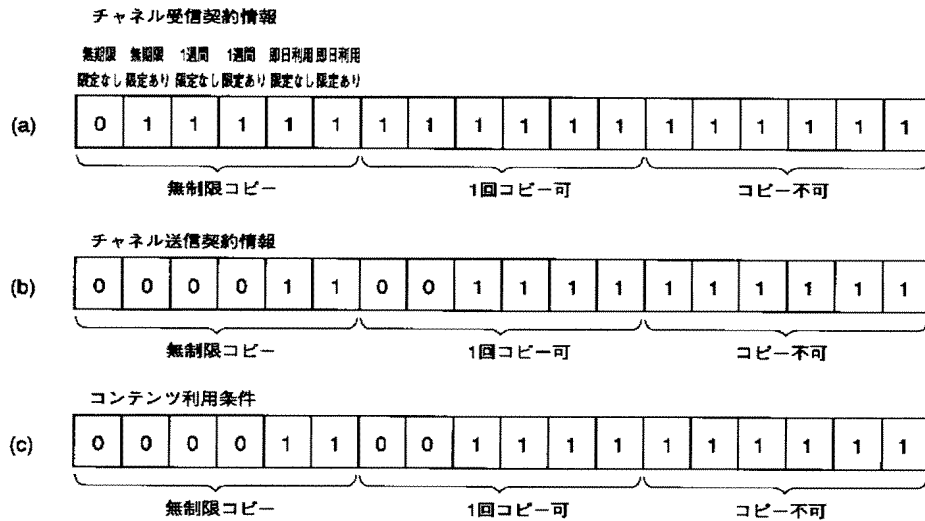 チャネル受信契約情報
無期限 無期限 1週間 1週間 即日利用 即日利用
限定なし 限定あり 限定なし 限定あり 限定なし 限定あり
(a) 0 1 1 1 1 1 1 1 1 1 1 1 1 1 1 1 1 1
無制限コピー 1回コピー可 コピー不可
チャネル送信契約情報
(b) 0 0 0 0 1 1 0 0 1 1 1 1 1 1 1 1 1 1
無制限コピー 1回コピー可 コピー不可
コンテンツ利用条件
(c) 0 0 0 0 1 1 0 0 1 1 1 1 1 1 1 1 1 1
無制限コピー 1回コピー可 コピー不可